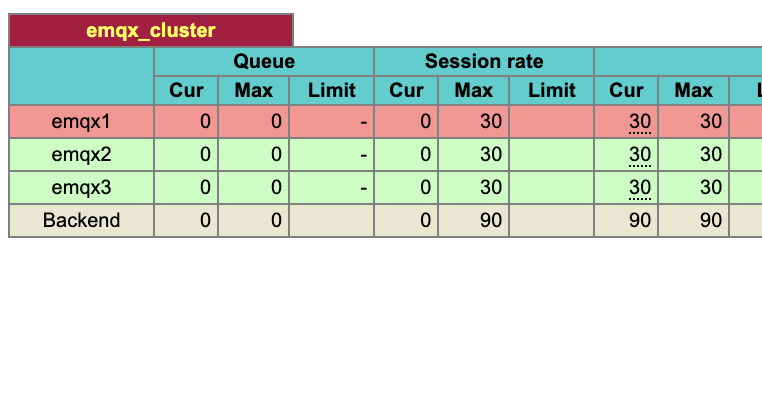 emqx_cluster
Queue Session rate
Cur Max Limit Cur Max Limit Cur Max
emqx1 0 0 - 0 30 30 30
emqx2 0 0 - 0 30 30 30
emqx3 0 0 - 0 30 30 30
Backend 0 0 0 90 90 90